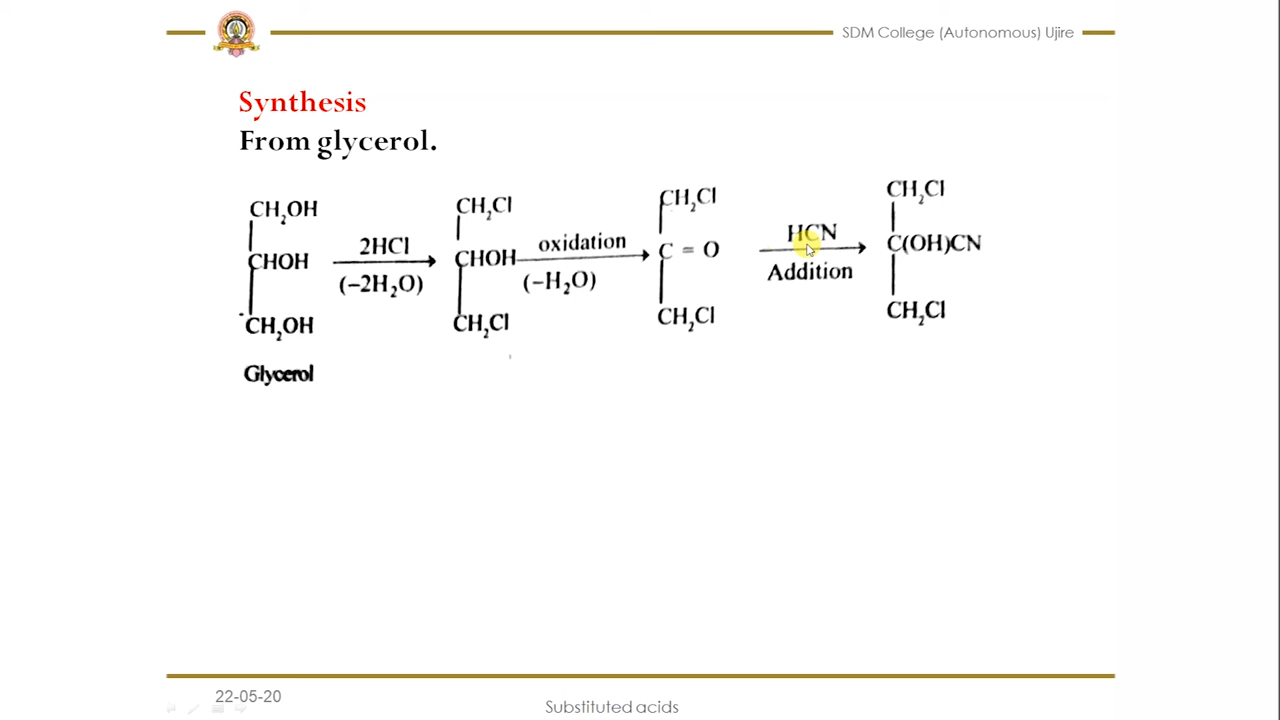 SDM College (Autonomous) Ujire
Synthesis
From glycerol.
CH₂OH
CHOH
CH₂OH
Glycerol
2HCl
(−2H₂O)
CH₂Cl
CHOH
CH₂Cl
oxidation
(−H₂O)
CH₂Cl
C = O
CH₂Cl
HCN
Addition
CH₂Cl
C(OH)CN
CH₂Cl
22-05-20
Substituted acids